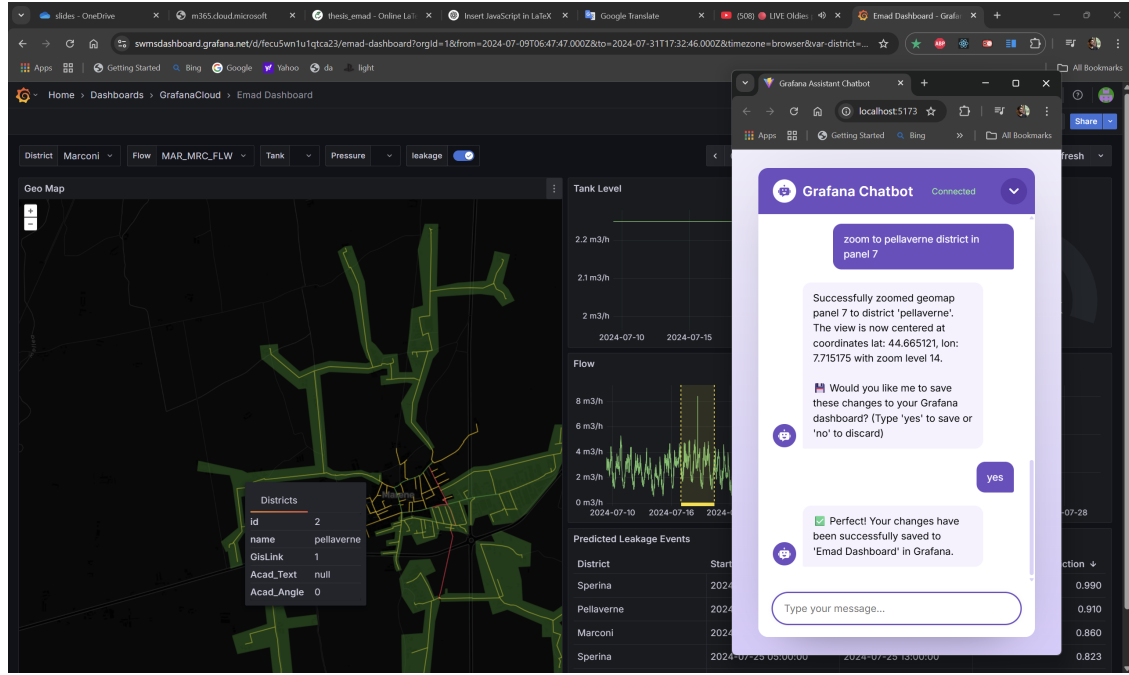 slides - OneDrive
m365.cloud.microsoft
thesis_emad - Online LaT
Insert JavaScript in LaTeX
Google Translate
(508) 🔴 LIVE Oldies
Emad Dashboard - Grafan
swmsdashboard.grafana.net/d/fecu5wn1u1qtca23/emad-dashboard?orgId=1&from=2024-07-09T06:47:47.000Z&to=2024-07-31T17:32:46.000Z&timezone=browser&var-district=...
Apps
Getting Started
Bing
Google
Yahoo
da
light
All Bookmarks
Home › Dashboards › GrafanaCloud › Emad Dashboard
Share
District Marconi
Flow MAR_MRC_FLW
Tank
Pressure
leakage
fresh
Geo Map
+
−
Marene
Districts
id 2
name pellaverne
GisLink 1
Acad_Text null
Acad_Angle 0
Tank Level
2.2 m3/h
2.1 m3/h
2 m3/h
2024-07-10 2024-07-15
Flow
8 m3/h
6 m3/h
4 m3/h
2 m3/h
0 m3/h
2024-07-10 2024-07-16 2024-
-07-28
Predicted Leakage Events
District Start ction ↓
Sperina 2024 0.990
Pellaverne 2024 0.910
Marconi 2024 0.860
Sperina 2024-07-25 05:00:00 2024-07-25 13:00:00 0.823
Grafana Assistant Chatbot
localhost:5173
Apps
Getting Started
Bing
»
All Bookmarks
Grafana Chatbot Connected
zoom to pellaverne district in
panel 7
Successfully zoomed geomap
panel 7 to district 'pellaverne'.
The view is now centered at
coordinates lat: 44.665121, lon:
7.715175 with zoom level 14.
💾 Would you like me to save
these changes to your Grafana
dashboard? (Type 'yes' to save or
'no' to discard)
yes
✅ Perfect! Your changes have
been successfully saved to
'Emad Dashboard' in Grafana.
Type your message...